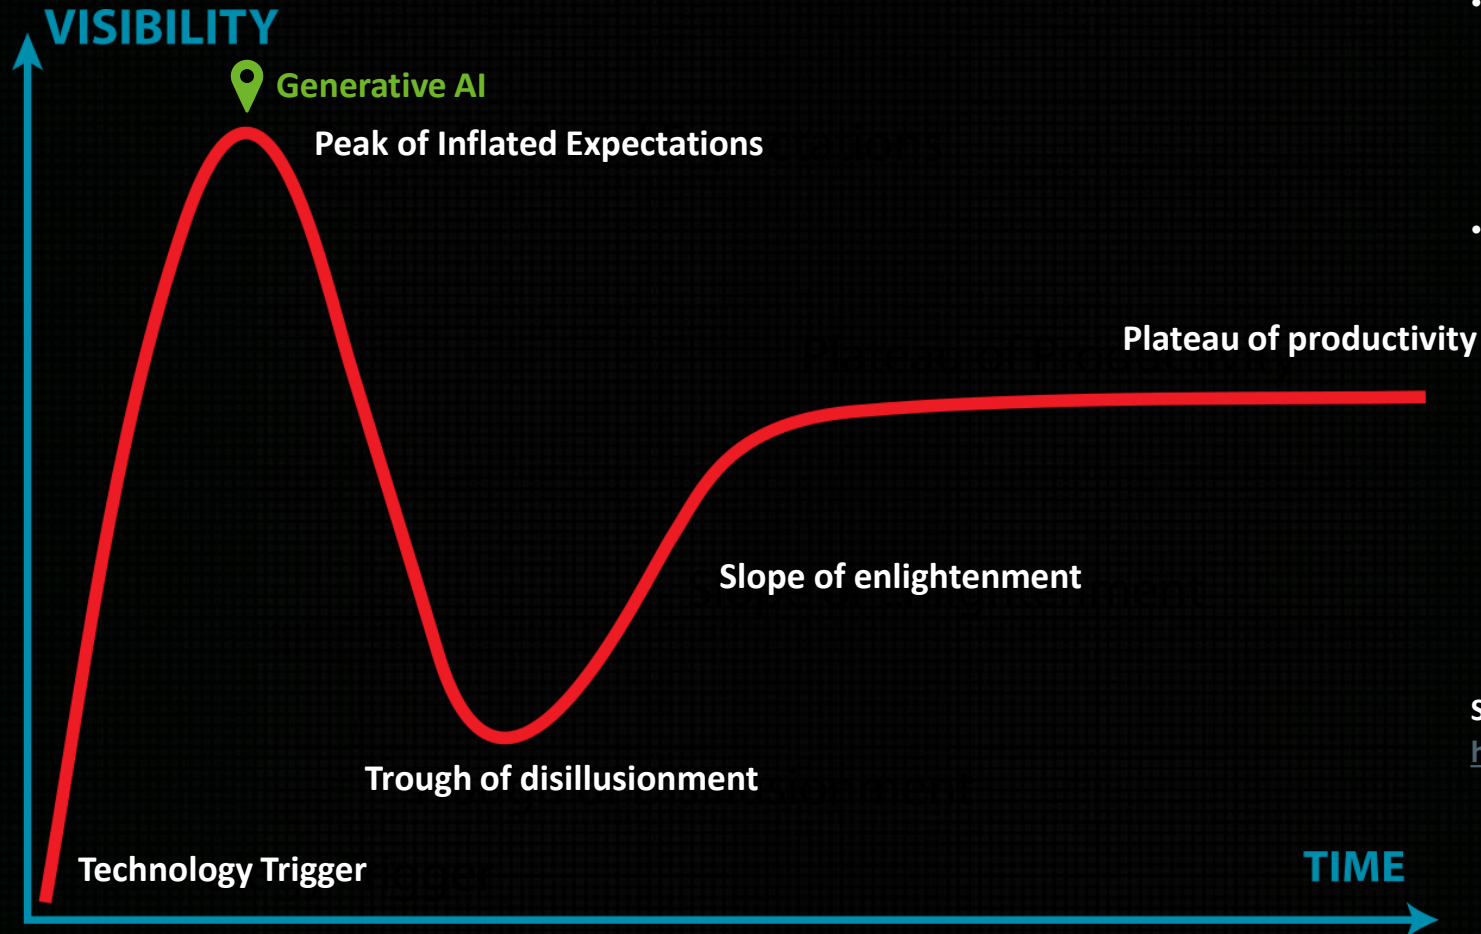 VISIBILITY
Generative AI
Peak of Inflated Expectations
Plateau of productivity
Slope of enlightenment
Trough of disillusionment
Technology Trigger
TIME